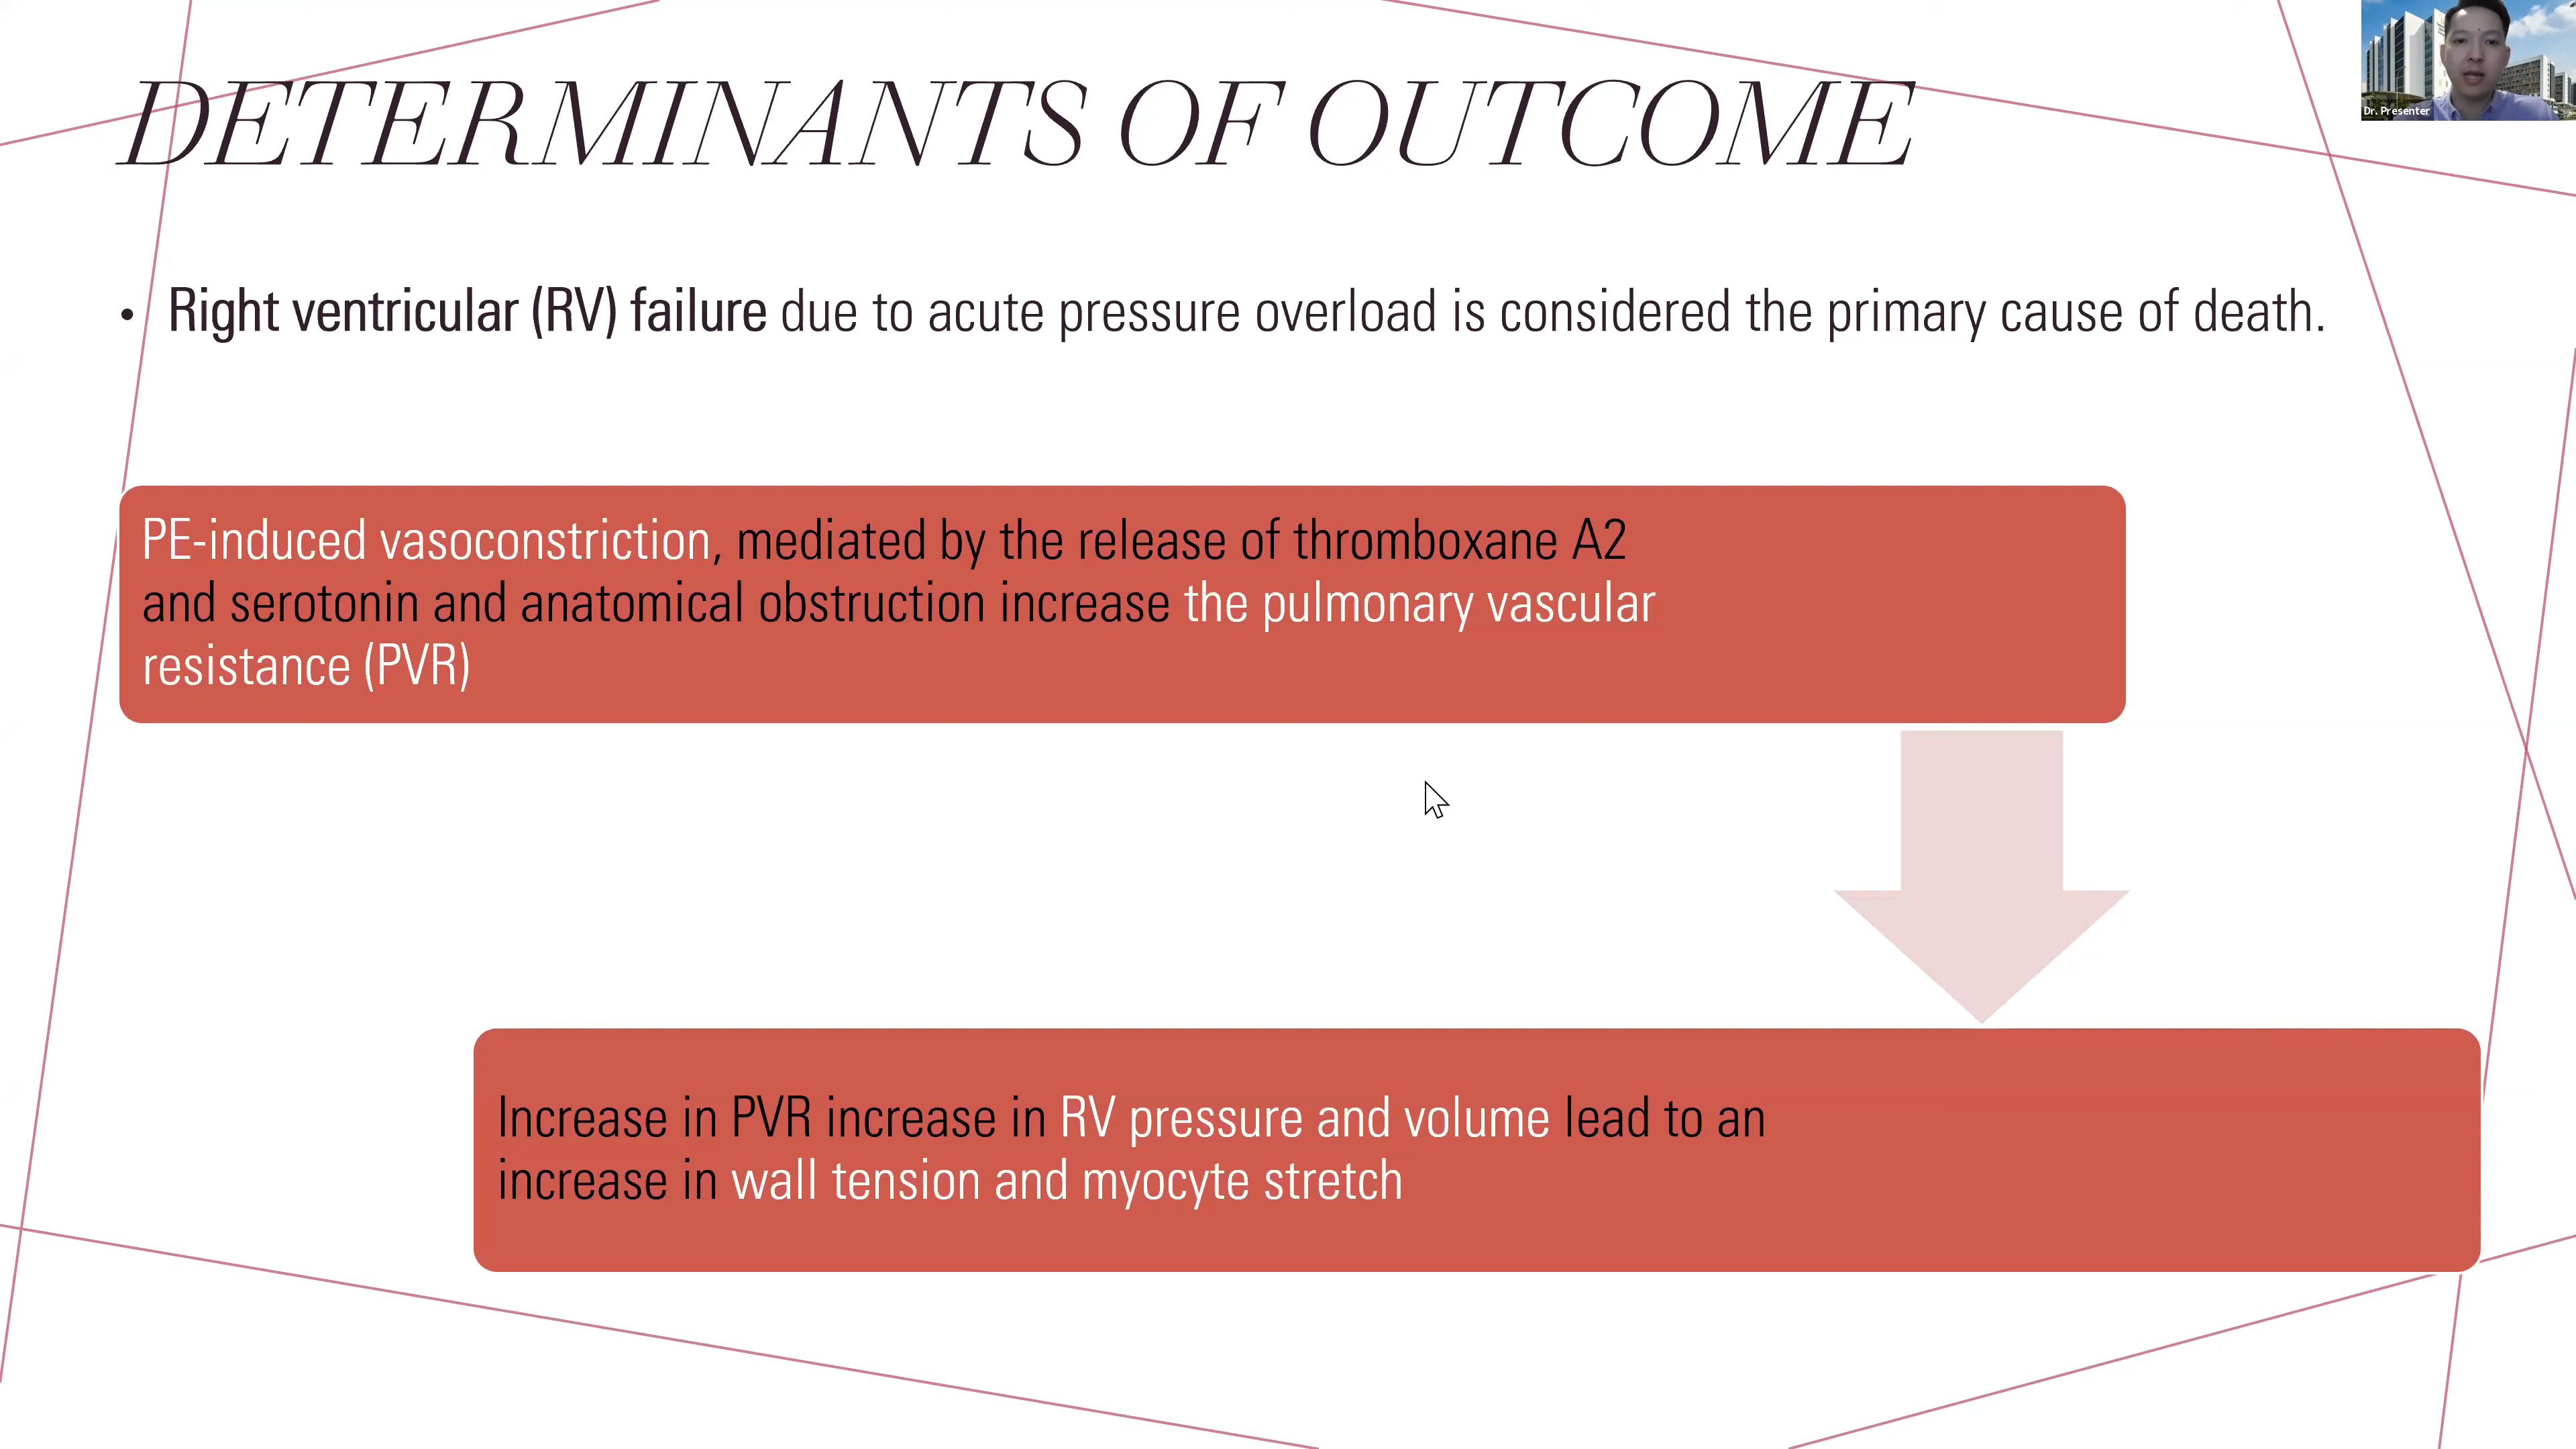 DETERMINANTS OF OUTCOME
Dr. Presenter
• Right ventricular (RV) failure due to acute pressure overload is considered the primary cause of death.
PE-induced vasoconstriction, mediated by the release of thromboxane A2
and serotonin and anatomical obstruction increase the pulmonary vascular
resistance (PVR)
Increase in PVR increase in RV pressure and volume lead to an
increase in wall tension and myocyte stretch